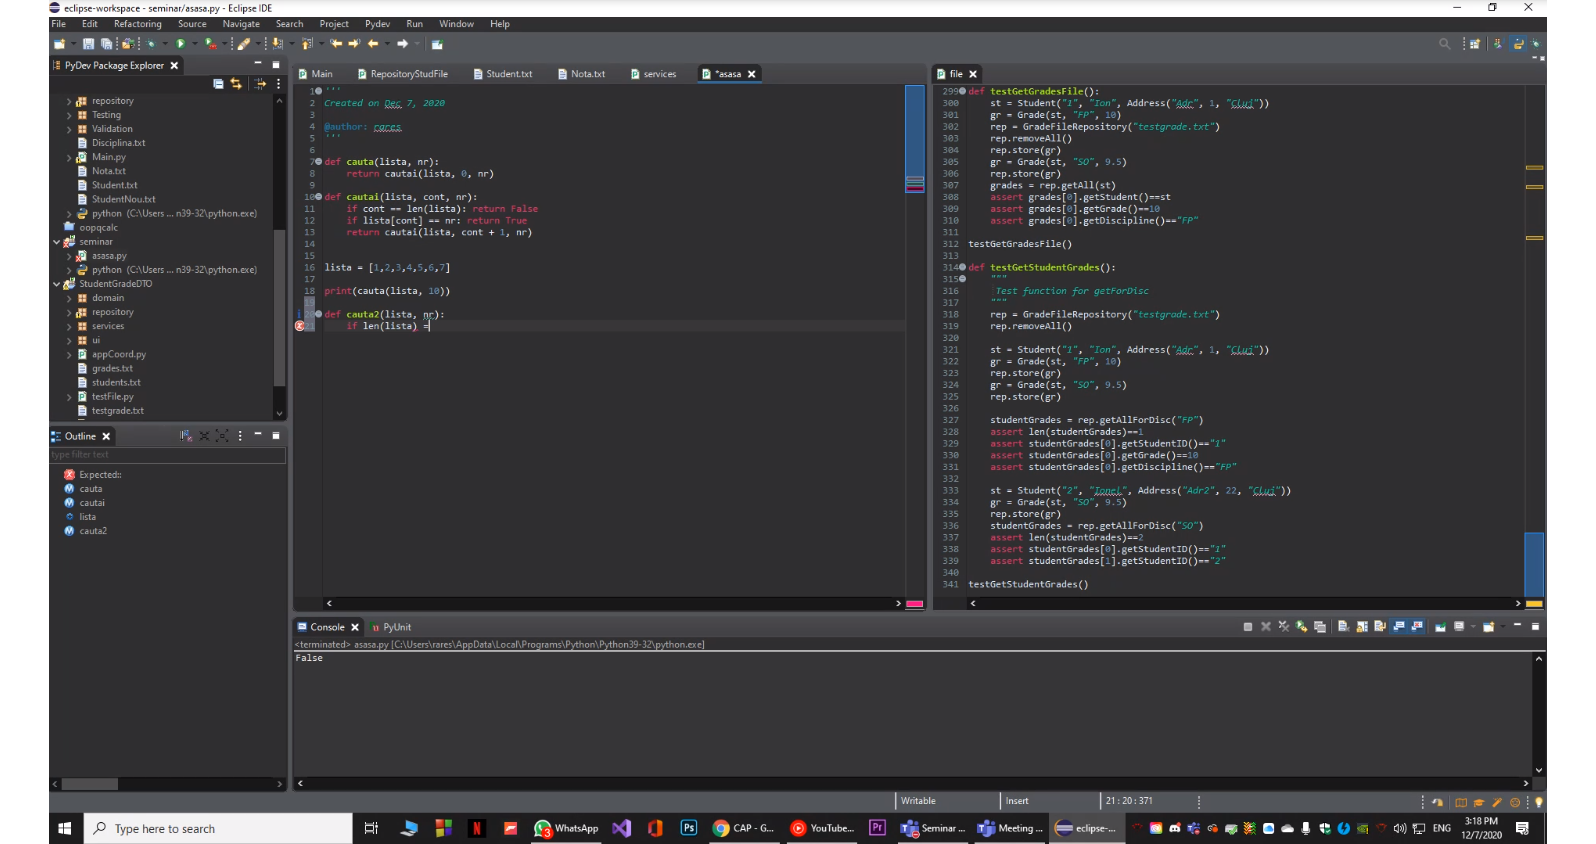 eclipse-workspace - seminar/asasa.py - Eclipse IDE
File Edit Refactoring Source Navigate Search Project Pydev Run Window Help
PyDev Package Explorer
repository
Testing
Validation
Disciplina.txt
Main.py
Nota.txt
Student.txt
StudentNou.txt
python (C:\Users ... n39-32\python.exe)
oopqcalc
seminar
asasa.py
python (C:\Users ... n39-32\python.exe)
StudentGradeDTO
domain
repository
services
ui
appCoord.py
grades.txt
students.txt
testFile.py
testgrade.txt
Outline
type filter text
Expected::
cauta
cautai
lista
cauta2
Main RepositoryStudFile Student.txt Nota.txt services *asasa
1 '''
2 Created on Dec 7, 2020
3
4 @author: rares
5 '''
6
7 def cauta(lista, nr):
8 return cautai(lista, 0, nr)
9
10 def cautai(lista, cont, nr):
11 if cont == len(lista): return False
12 if lista[cont] == nr: return True
13 return cautai(lista, cont + 1, nr)
14
15
16 lista = [1,2,3,4,5,6,7]
17
18 print(cauta(lista, 10))
19
20 def cauta2(lista, nr):
21 if len(lista) =
file
299 def testGetGradesFile():
300 st = Student("1", "Ion", Address("Adr", 1, "Cluj"))
301 gr = Grade(st, "FP", 10)
302 rep = GradeFileRepository("testgrade.txt")
303 rep.removeAll()
304 rep.store(gr)
305 gr = Grade(st, "SO", 9.5)
306 rep.store(gr)
307 grades = rep.getAll(st)
308 assert grades[0].getStudent()==st
309 assert grades[0].getGrade()==10
310 assert grades[0].getDiscipline()=="FP"
311
312 testGetGradesFile()
313
314 def testGetStudentGrades():
315 """
316 Test function for getForDisc
317 """
318 rep = GradeFileRepository("testgrade.txt")
319 rep.removeAll()
320
321 st = Student("1", "Ion", Address("Adr", 1, "Cluj"))
322 gr = Grade(st, "FP", 10)
323 rep.store(gr)
324 gr = Grade(st, "SO", 9.5)
325 rep.store(gr)
326
327 studentGrades = rep.getAllForDisc("FP")
328 assert len(studentGrades)==1
329 assert studentGrades[0].getStudentID()=="1"
330 assert studentGrades[0].getGrade()==10
331 assert studentGrades[0].getDiscipline()=="FP"
332
333 st = Student("2", "Ionel", Address("Adr2", 22, "Cluj"))
334 gr = Grade(st, "SO", 9.5)
335 rep.store(gr)
336 studentGrades = rep.getAllForDisc("SO")
337 assert len(studentGrades)==2
338 assert studentGrades[0].getStudentID()=="1"
339 assert studentGrades[1].getStudentID()=="2"
340
341 testGetStudentGrades()
Console PyUnit
<terminated> asasa.py [C:\Users\rares\AppData\Local\Programs\Python\Python39-32\python.exe]
False
Writable Insert 21 : 20 : 371
Type here to search
WhatsApp
Ps
CAP - G...
YouTube...
Pr
Seminar ...
Meeting ...
eclipse-...
ENG
3:18 PM
12/7/2020